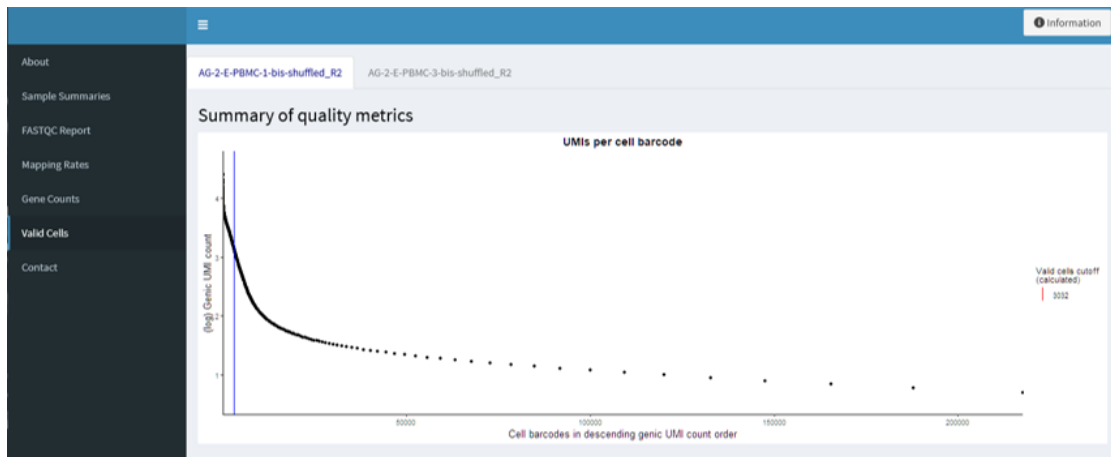 Information
About
Sample Summaries
FASTQC Report
Mapping Rates
Gene Counts
Valid Cells
Contact
AG-2-E-PBMC-1-bis-shuffled_R2
AG-2-E-PBMC-3-bis-shuffled_R2
Summary of quality metrics
UMIs per cell barcode
(log) Genic UMI count
4
3
2
1
50000
100000
150000
200000
Cell barcodes in descending genic UMI count order
Valid cells cutoff
(calculated)
3032